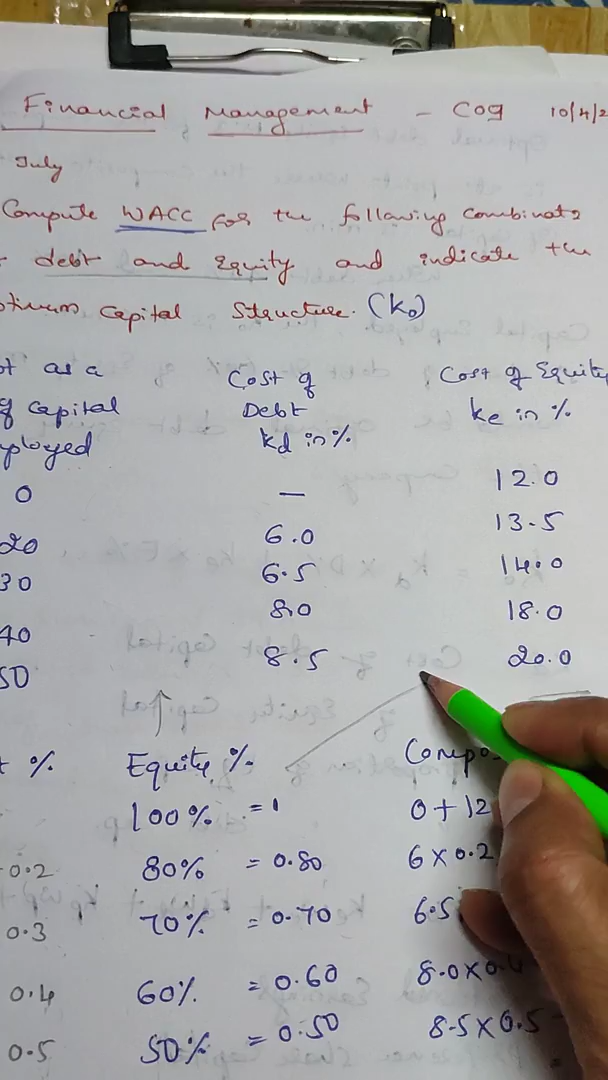 Financial Management - COG 10/4/2
July
Compute WACC for the following combinats
debt and Equity and indicate the
Capital Structure. (Ko)
as a Cost of Cost of Equity
of capital Debt ke in %
ployed kd in %
0 — 12.0
20 6.0 13.5
30 6.5 14.0
40 8.0 18.0
50 8.5 20.0
% Equity % Compo
100% = 1 0 + 12
0.2 80% = 0.80 6 x 0.2
0.3 70% = 0.70 6.5
0.4 60% = 0.60 8.0 x 0.4
0.5 50% = 0.50 8.5 x 0.5